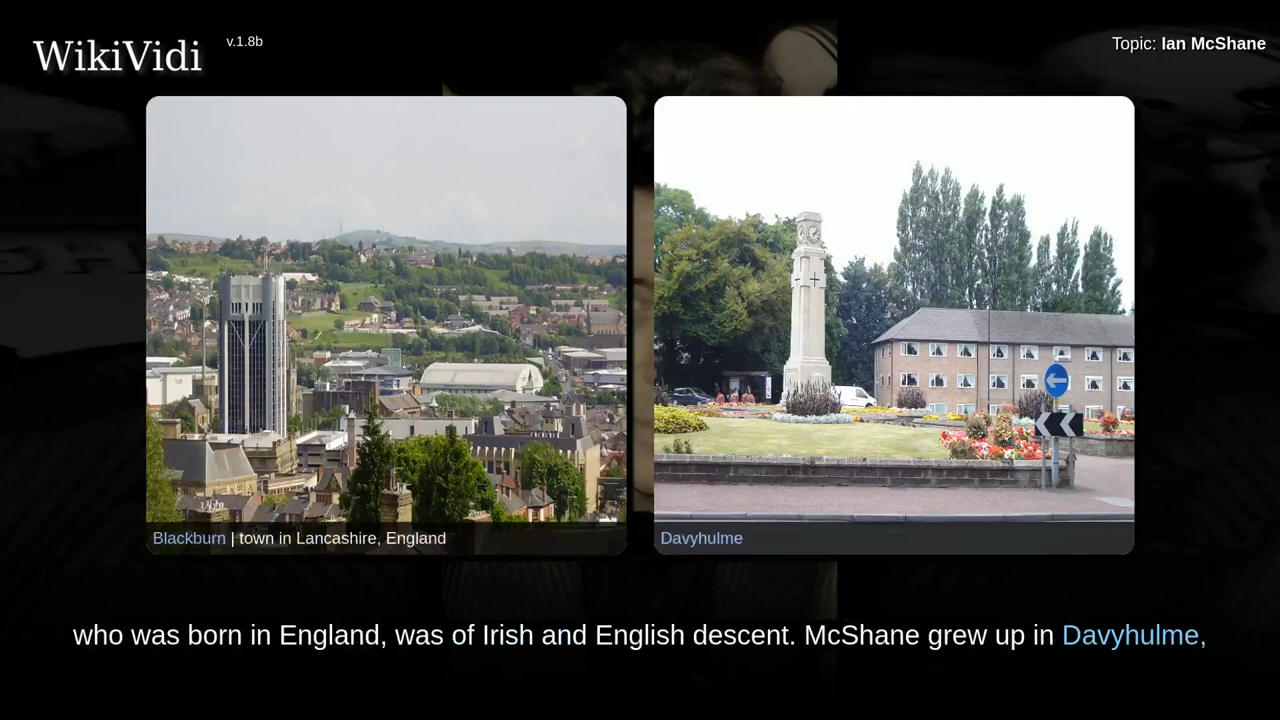 WikiVidi
v.1.8b
Topic: Ian McShane
Blackburn | town in Lancashire, England
Davyhulme
who was born in England, was of Irish and English descent. McShane grew up in Davyhulme,